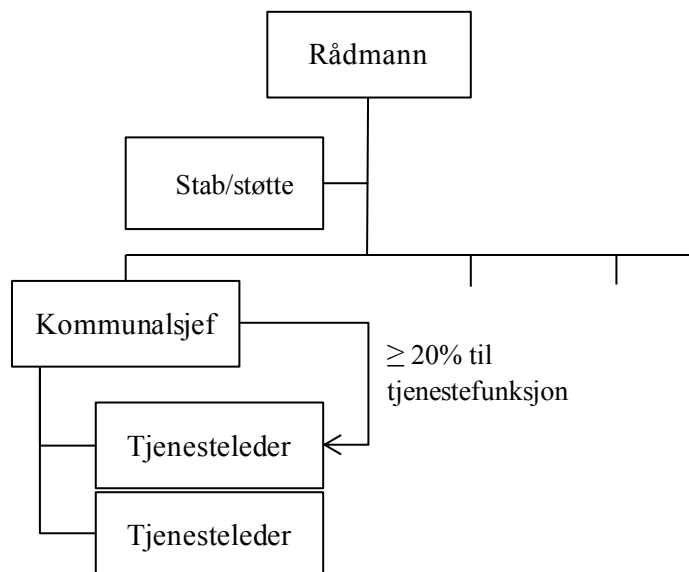 Rådmann
Stab/støtte
Kommunalsjef
≥ 20% til
tjenestefunksjon
Tjenesteleder
Tjenesteleder